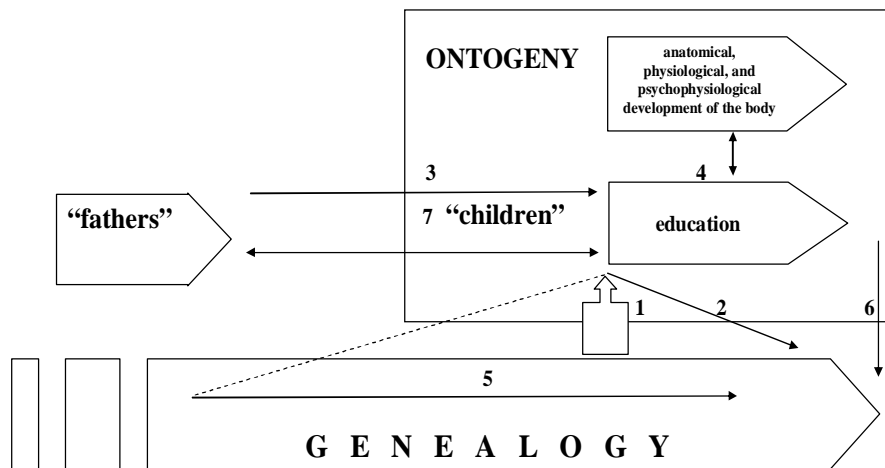 ONTOGENY
anatomical,
physiological, and
psychophysiological
development of the body
3
4
“fathers”
7 “children”
education
1
2
6
5
G E N E A L O G Y